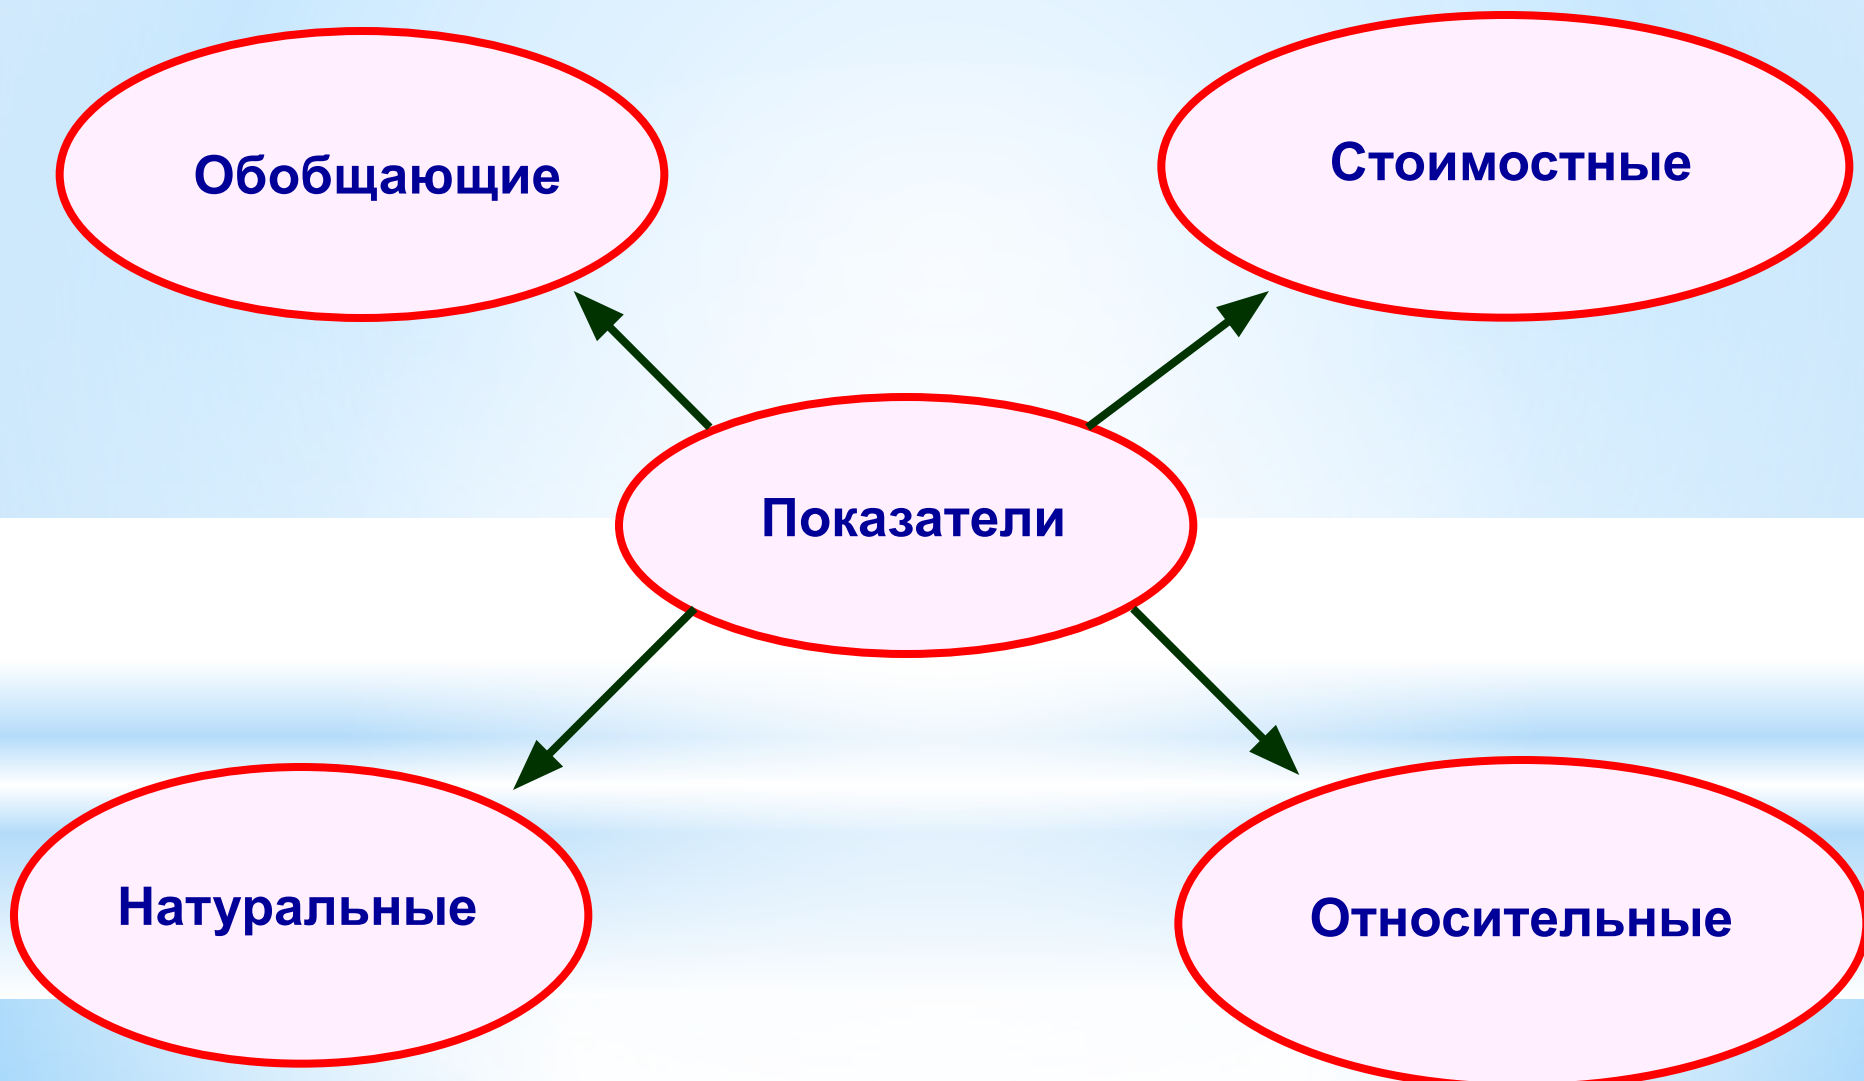 Обобщающие
Стоимостные
Показатели
Натуральные
Относительные